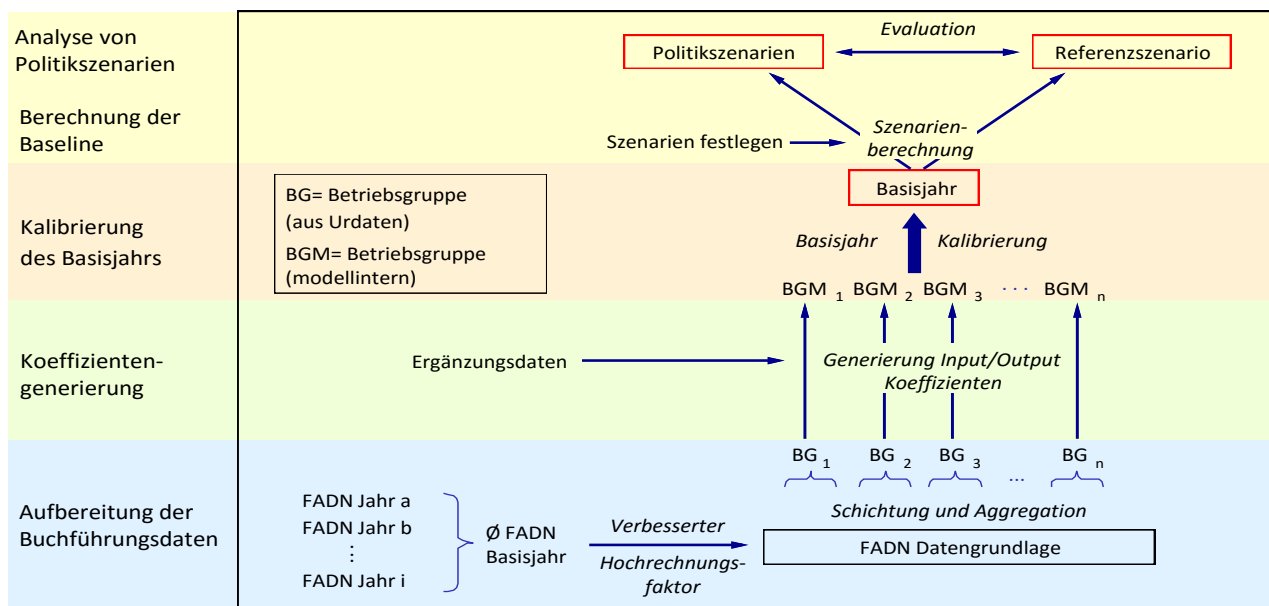 Analyse von
Politikszenarien
Evaluation
Politikszenarien
Referenzszenario
Berechnung der
Baseline
Szenarien festlegen
Szenarien-
berechnung
Kalibrierung
des Basisjahrs
BG= Betriebsgruppe
(aus Urdaten)
BGM= Betriebsgruppe
(modellintern)
Basisjahr
Basisjahr Kalibrierung
BGM 1 BGM 2 BGM 3 ... BGM n
Koeffizienten-
generierung
Ergänzungsdaten
Generierung Input/Output
Koeffizienten
BG 1 BG 2 BG 3 ... BG n
Aufbereitung der
Buchführungsdaten
FADN Jahr a
FADN Jahr b
⋮
FADN Jahr i
Ø FADN
Basisjahr
Verbesserter
Hochrechnungs-
faktor
Schichtung und Aggregation
FADN Datengrundlage